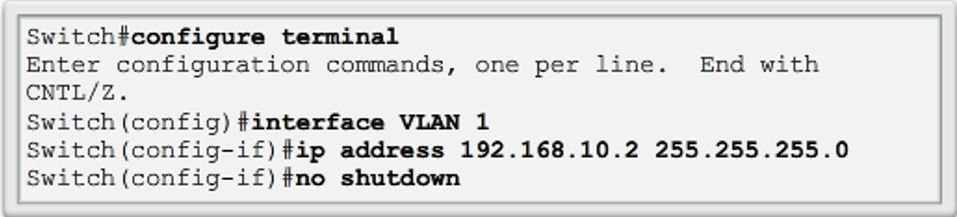 Switch#configure terminal
Enter configuration commands, one per line.  End with
CNTL/Z.
Switch(config)#interface VLAN 1
Switch(config-if)#ip address 192.168.10.2 255.255.255.0
Switch(config-if)#no shutdown